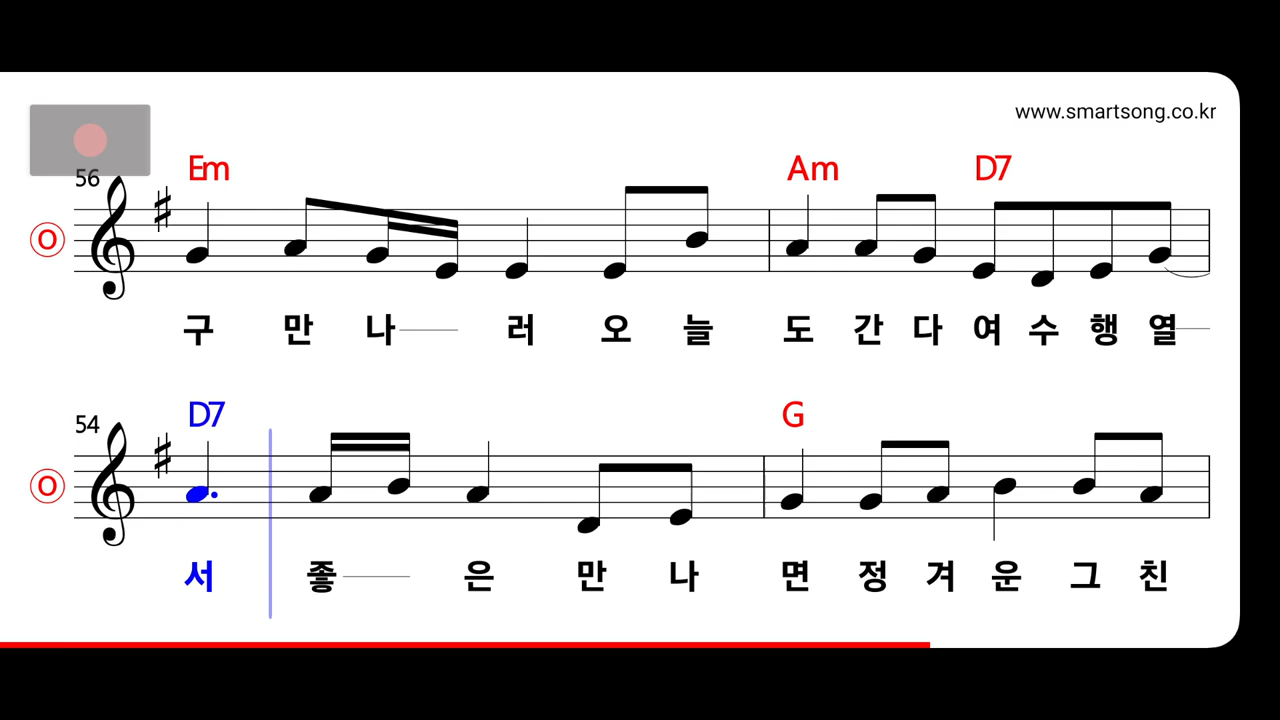 www.smartsong.co.kr
56 Em Am D7
O
구 만 나 러 오 늘 도 간 다 여 수 행 열
54 D7 G
O
서 좋 은 만 나 면 정 겨 운 그 친